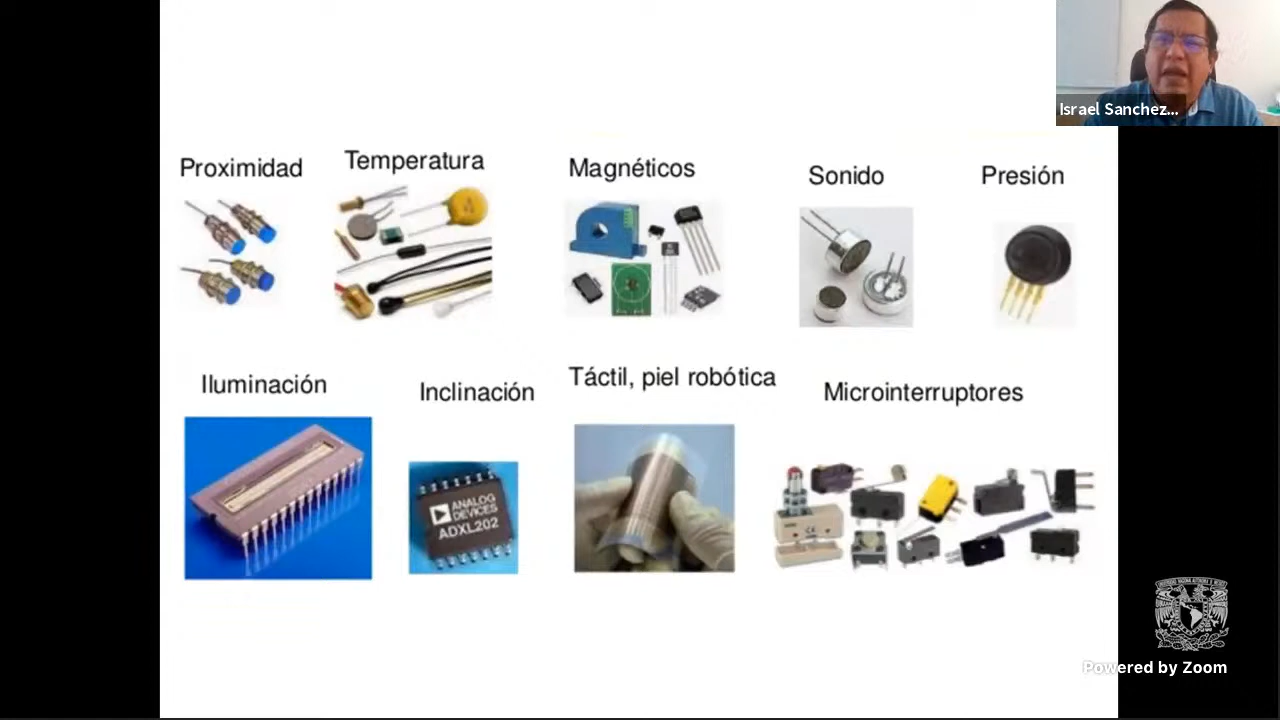 Israel Sanchez...
Proximidad
Temperatura
Magnéticos
Sonido
Presión
Iluminación
Inclinación
Táctil, piel robótica
Microinterruptores
ANALOG
DEVICES
ADXL202
Powered by Zoom